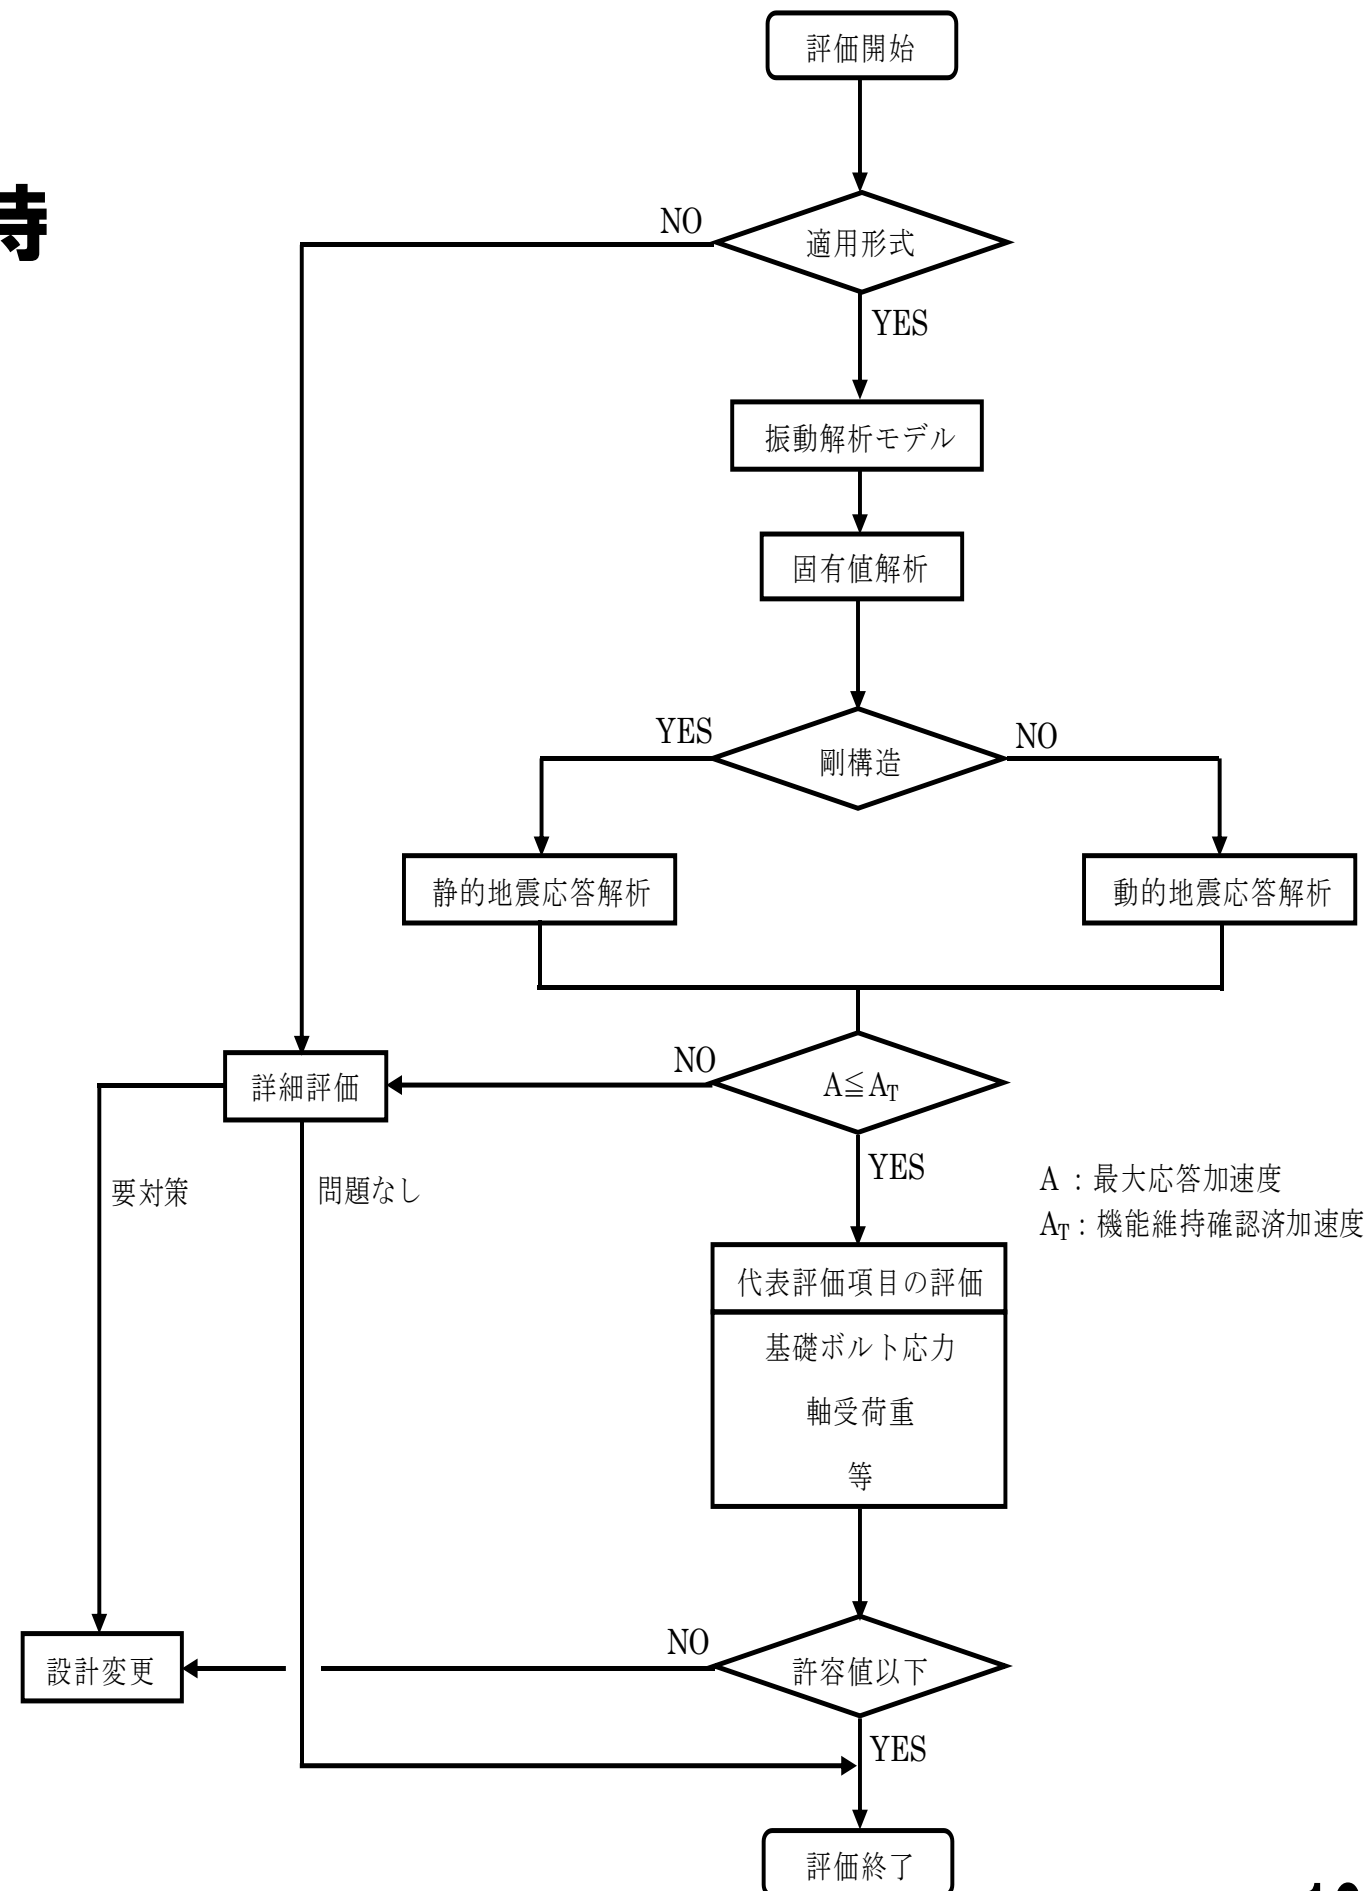 評価開始
寺
NO
適用形式
YES
振動解析モデル
固有値解析
YES
剛構造
NO
静的地震応答解析
動的地震応答解析
NO
詳細評価
A≦A_T
YES
要対策
問題なし
A：最大応答加速度
A_T：機能維持確認済加速度
代表評価項目の評価
基礎ボルト応力
軸受荷重
等
NO
設計変更
許容値以下
YES
評価終了